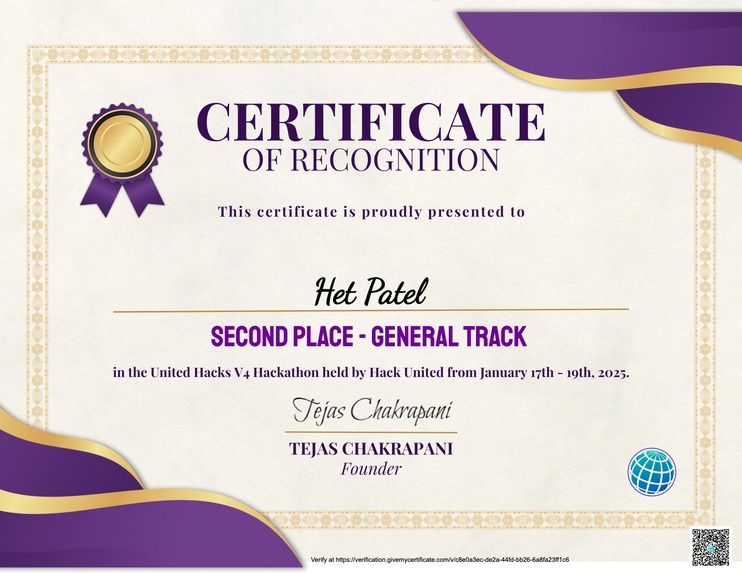 CERTIFICATE
OF RECOGNITION
This certificate is proudly presented to
Het Patel
SECOND PLACE - GENERAL TRACK
in the United Hacks V4 Hackathon held by Hack United from January 17th - 19th, 2025.
Tejas Chakrapani
TEJAS CHAKRAPANI
Founder
Verify at https://verification.givemycertificate.com/v/c8e0a3ec-de2a-44fd-bb26-6a8fa23ff1c6